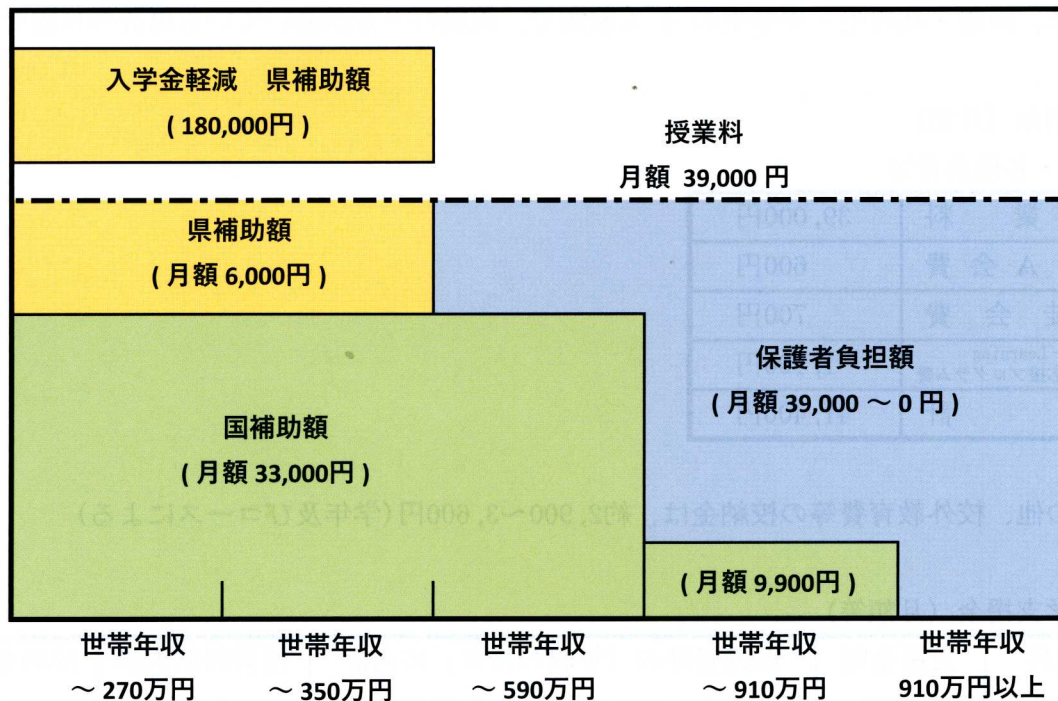 入学金軽減　県補助額
( 180,000円 )
授業料
月額 39,000 円
県補助額
( 月額 6,000円 )
保護者負担額
( 月額 39,000 ～ 0 円 )
国補助額
( 月額 33,000円 )
( 月額 9,900円 )
世帯年収 世帯年収 世帯年収 世帯年収 世帯年収
～ 270万円 ～ 350万円 ～ 590万円 ～ 910万円 910万円以上